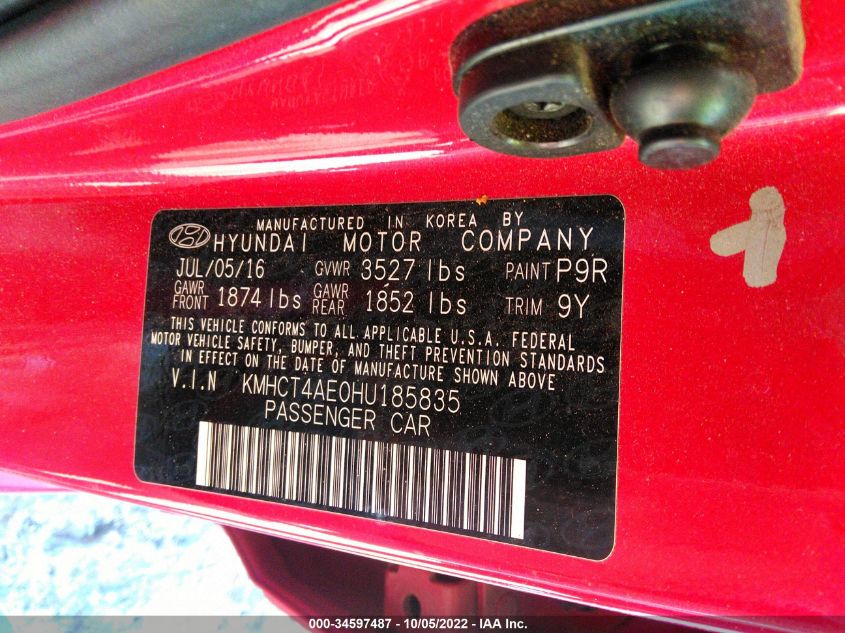 MANUFACTURED IN KOREA BY
HYUNDAI MOTOR COMPANY
JUL/05/16 GVWR 3527 lbs PAINT P9R
GAWR FRONT 1874 lbs GAWR REAR 1852 lbs TRIM 9Y
THIS VEHICLE CONFORMS TO ALL APPLICABLE U.S.A. FEDERAL
MOTOR VEHICLE SAFETY, BUMPER, AND THEFT PREVENTION STANDARDS
IN EFFECT ON THE DATE OF MANUFACTURE SHOWN ABOVE
V.I.N KMHCT4AE0HU185835
PASSENGER CAR
000-34597487 - 10/05/2022 - IAA Inc.